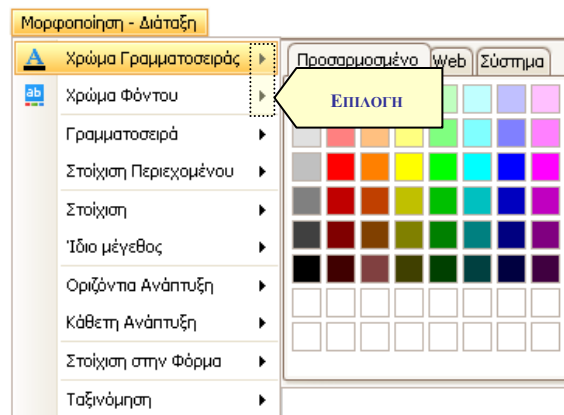 Μορφοποίηση - Διάταξη
Χρώμα Γραμματοσειράς
Προσαρμοσμένο Web Σύστημα
ab Χρώμα Φόντου
ΕΠΙΛΟΓΗ
Γραμματοσειρά
Στοίχιση Περιεχομένου
Στοίχιση
Ίδιο μέγεθος
Οριζόντια Ανάπτυξη
Κάθετη Ανάπτυξη
Στοίχιση στην Φόρμα
Ταξινόμηση